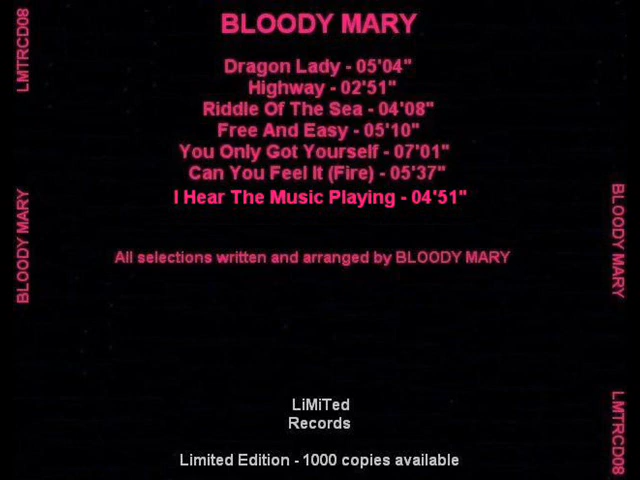 BLOODY MARY
Dragon Lady - 05'04"
Highway - 02'51"
Riddle Of The Sea - 04'08"
Free And Easy - 05'10"
You Only Got Yourself - 07'01"
Can You Feel It (Fire) - 05'37"
I Hear The Music Playing - 04'51"
All selections written and arranged by BLOODY MARY
LiMiTed
Records
Limited Edition - 1000 copies available
LMTRCD08
BLOODY MARY
BLOODY MARY
LMTRCD08